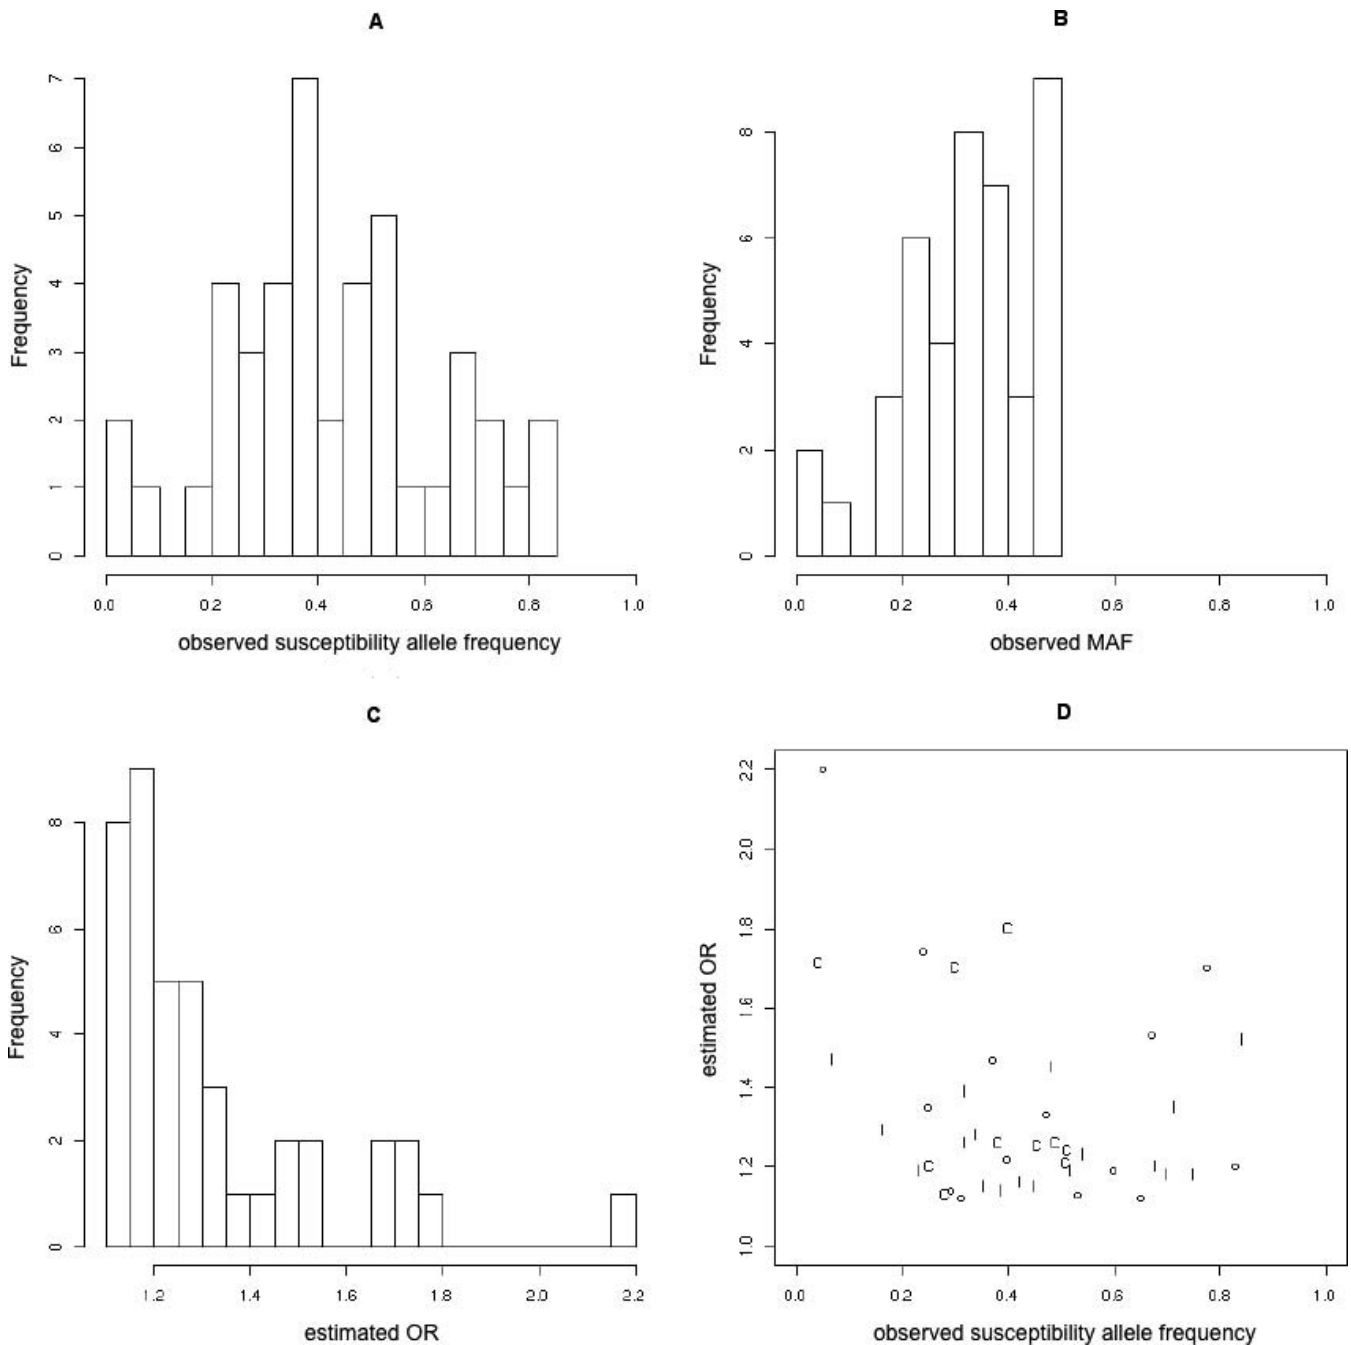 A
7
6
5
4
3
2
1
0
Frequency
0.0 0.2 0.4 0.6 0.8 1.0
observed susceptibility allele frequency
B
8
6
4
2
0
Frequency
0.0 0.2 0.4 0.6 0.8 1.0
observed MAF
C
8
6
4
2
0
Frequency
1.2 1.4 1.6 1.8 2.0 2.2
estimated OR
D
2.2
2.0
1.8
1.6
1.4
1.2
1.0
estimated OR
0.0 0.2 0.4 0.6 0.8 1.0
observed susceptibility allele frequency